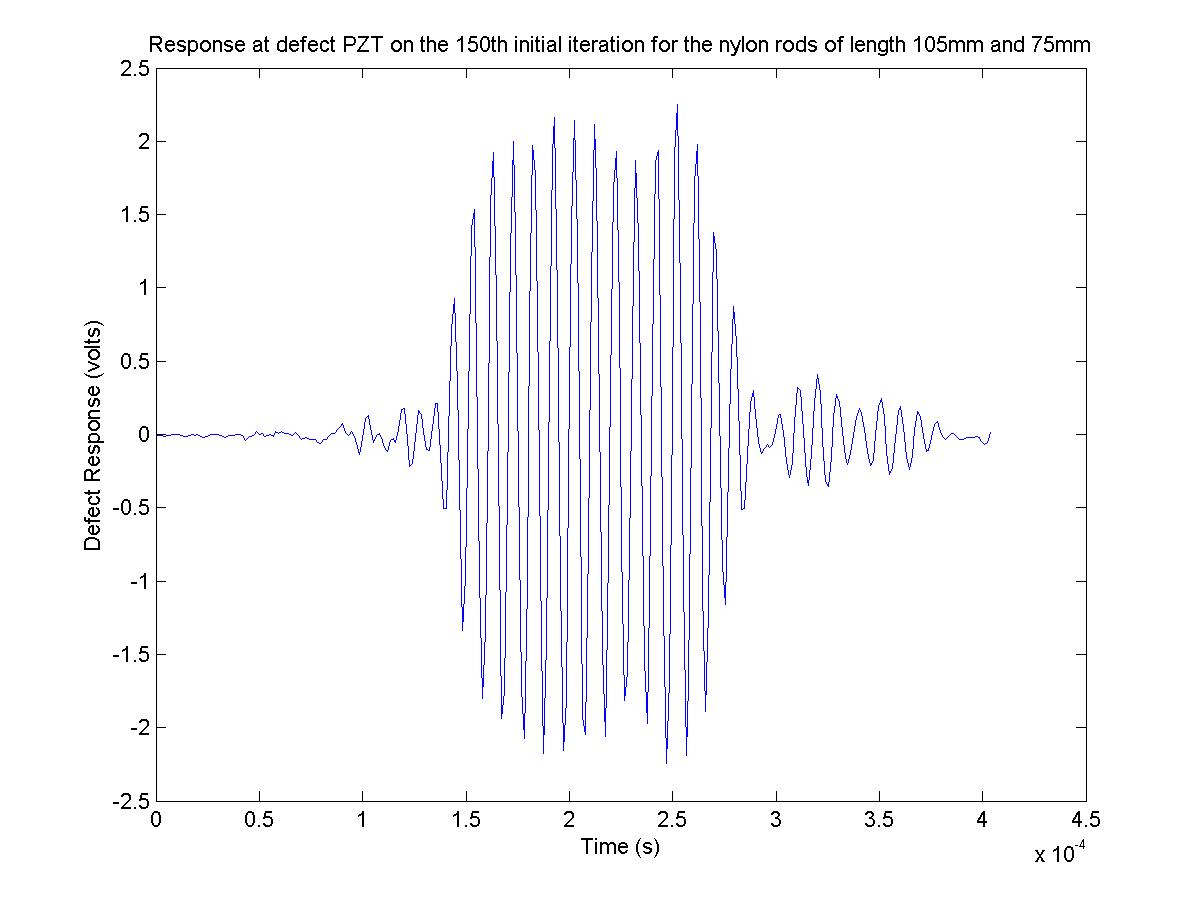 Response at defect PZT on the 150th initial iteration for the nylon rods of length 105mm and 75mm
2.5
2
1.5
1
0.5
0
-0.5
-1
-1.5
-2
-2.5
Defect Response (volts)
0 0.5 1 1.5 2 2.5 3 3.5 4 4.5
Time (s)
x 10^-4